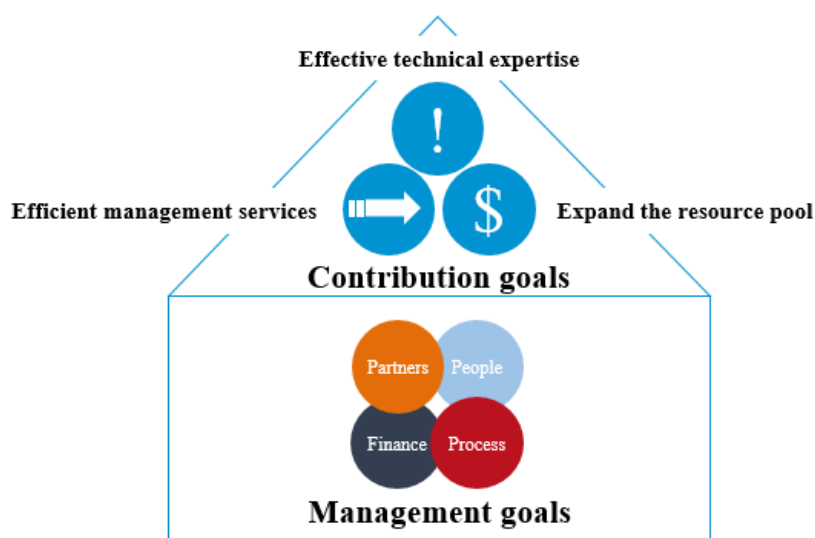 Effective technical expertise
!
$
Efficient management services
Expand the resource pool
Contribution goals
Partners
People
Finance
Process
Management goals